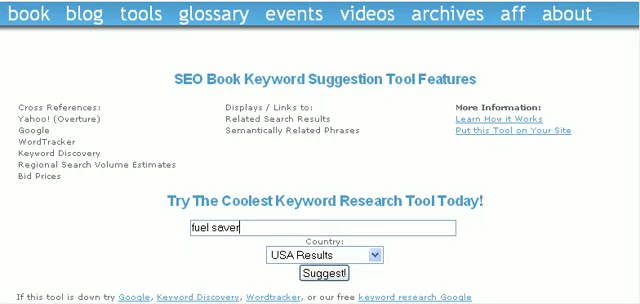 book blog tools glossary events videos archives aff about
SEO Book Keyword Suggestion Tool Features
Cross References:
Yahoo! (Overture)
Google
WordTracker
Keyword Discovery
Regional Search Volume Estimates
Bid Prices
Displays / Links to:
Related Search Results
Semantically Related Phrases
More Information:
Learn How it Works
Put this Tool on Your Site
Try The Coolest Keyword Research Tool Today!
fuel saver
Country:
USA Results
Suggest!
If this tool is down try Google, Keyword Discovery, Wordtracker, or our free keyword research Google